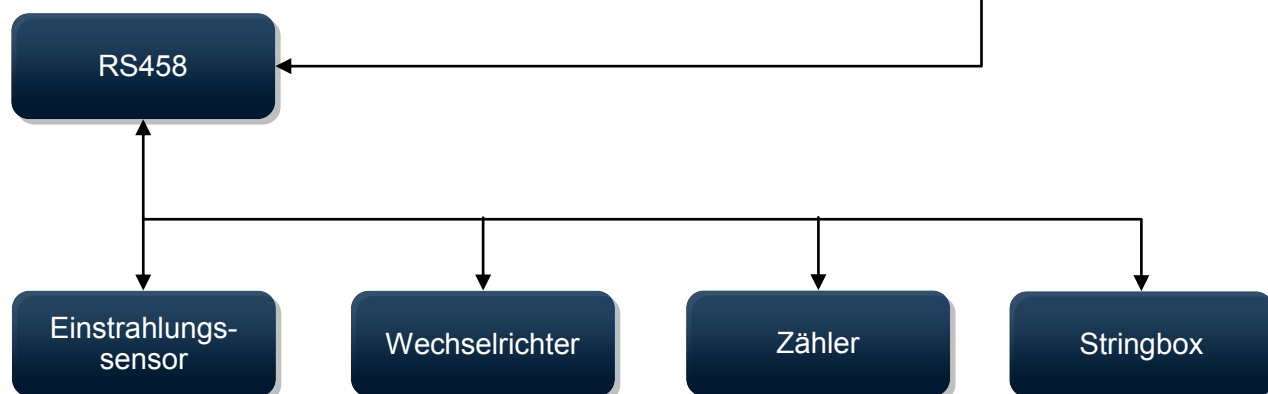 RS458
Einstrahlungs-
sensor
Wechselrichter
Zähler
Stringbox